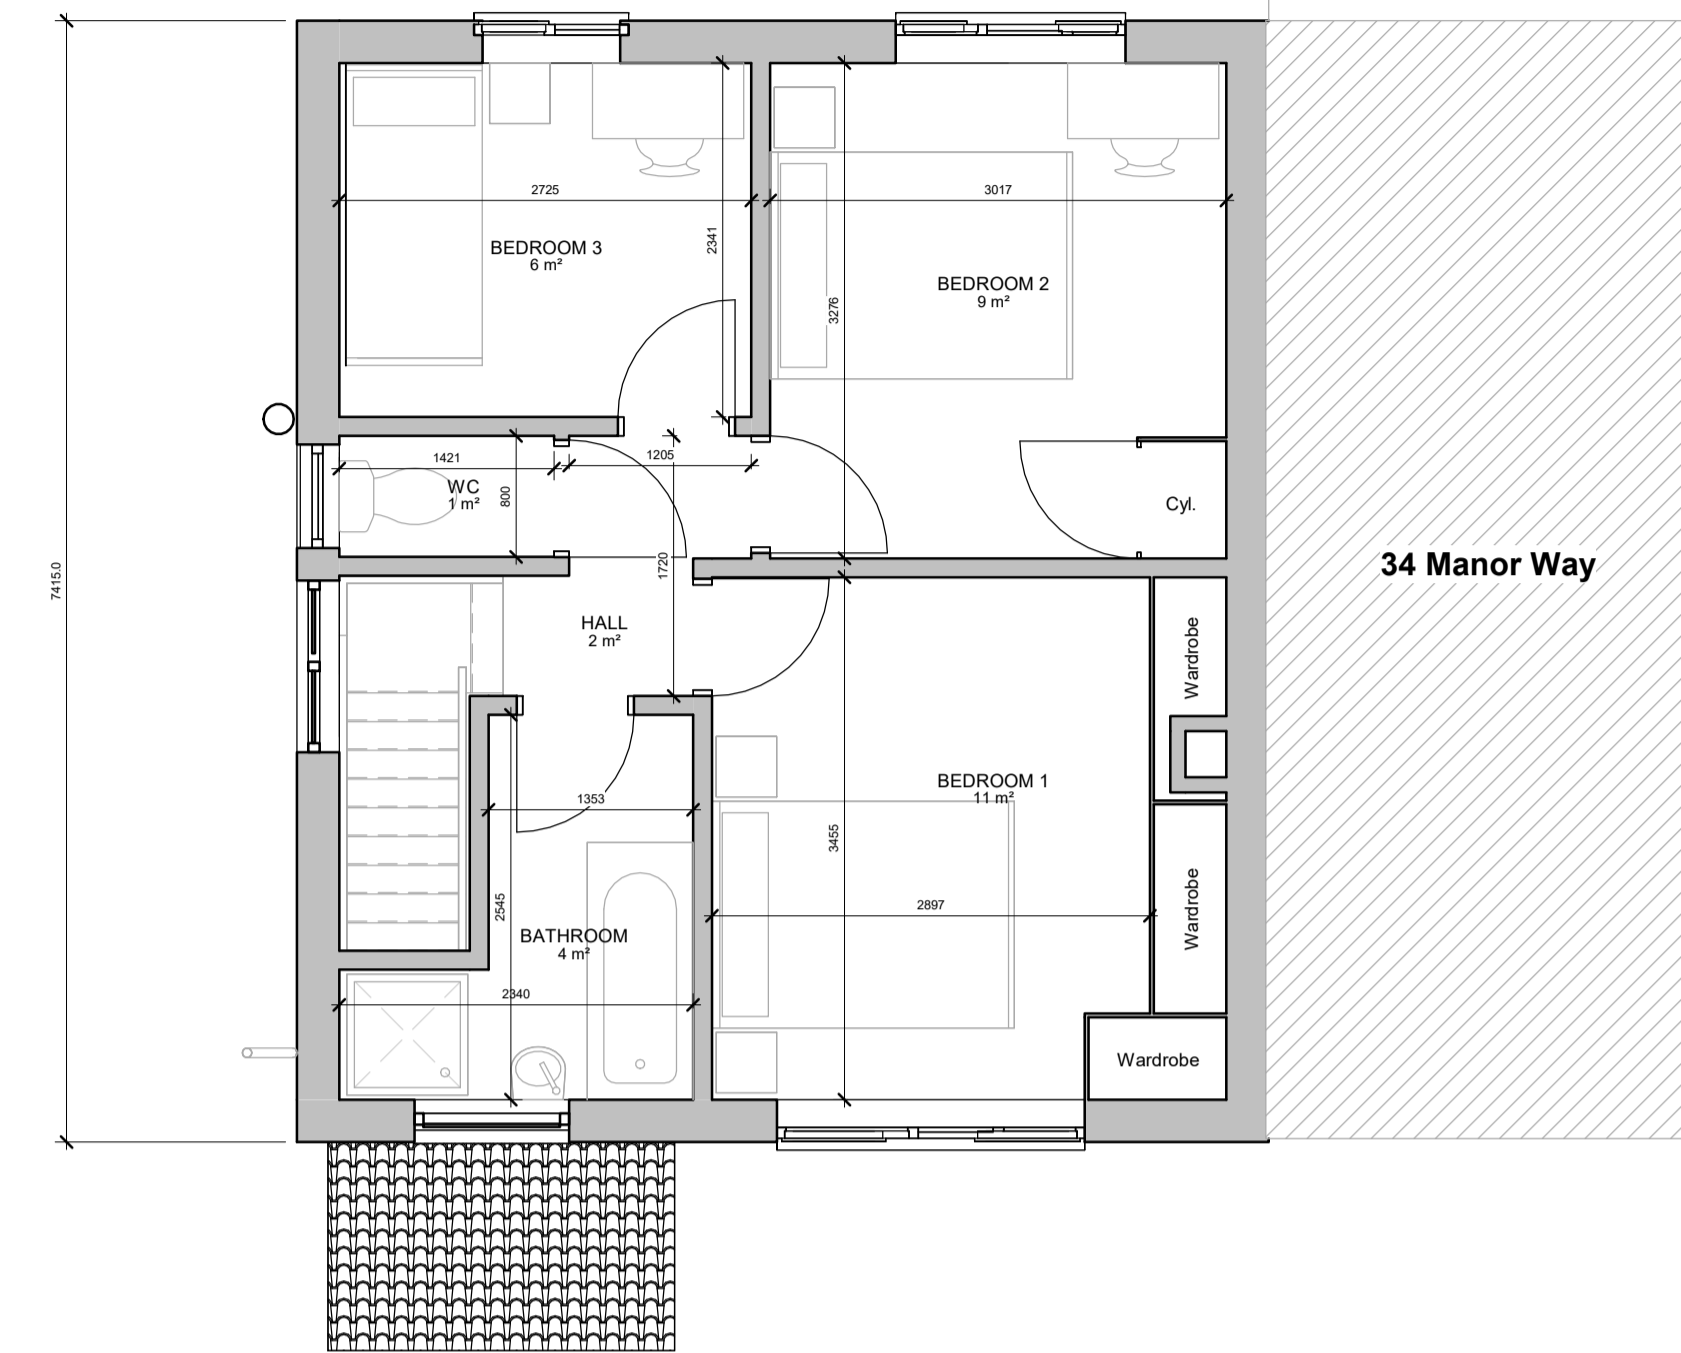 2725
3017
2341
BEDROOM 3
6 m²
BEDROOM 2
9 m²
3276
1421
1205
WC
1 m²
800
Cyl.
1720
7415.0
34 Manor Way
HALL
2 m²
Wardrobe
BEDROOM 1
11 m²
1353
3455
2545
2897
Wardrobe
BATHROOM
4 m²
2340
Wardrobe